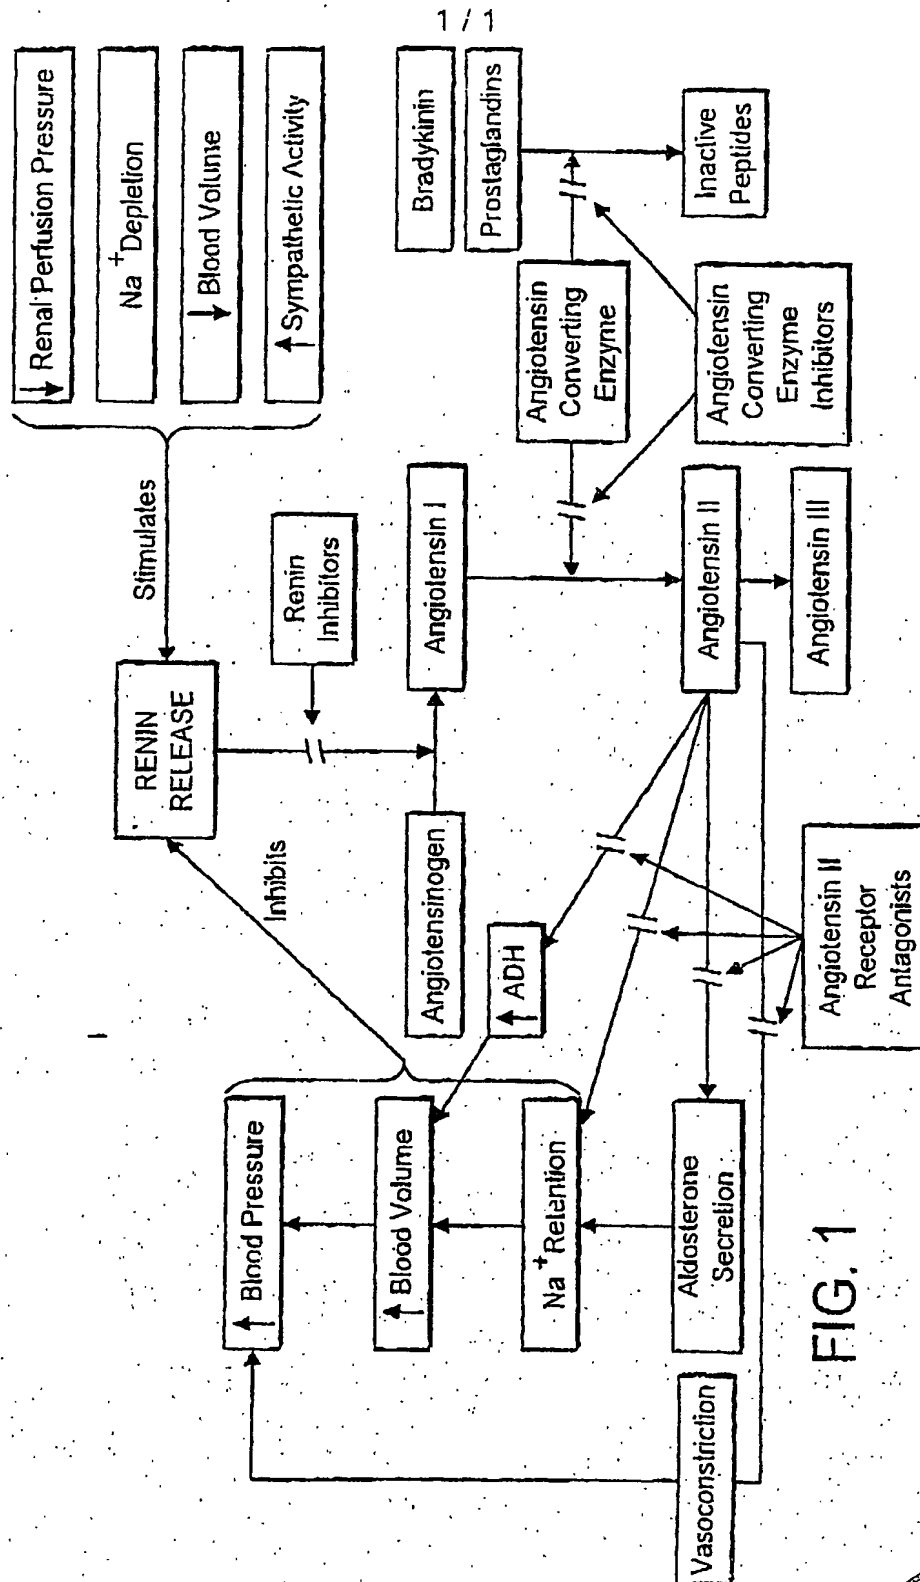 1 / 1
↓ Renal Perfusion Pressure
Na⁺ Depletion
↓ Blood Volume
↑ Sympathetic Activity
Stimulates
RENIN
RELEASE
Inhibits
Renin
Inhibitors
Angiotensinogen
Angiotensin I
Bradykinin
Prostaglandins
Angiotensin
Converting
Enzyme
Inactive
Peptides
Angiotensin
Converting
Enzyme
Inhibitors
Angiotensin II
Angiotensin III
↑ Blood Pressure
↑ Blood Volume
↑ ADH
Na⁺ Retention
Aldosterone
Secretion
Vasoconstriction
Angiotensin II
Receptor
Antagonists
FIG. 1